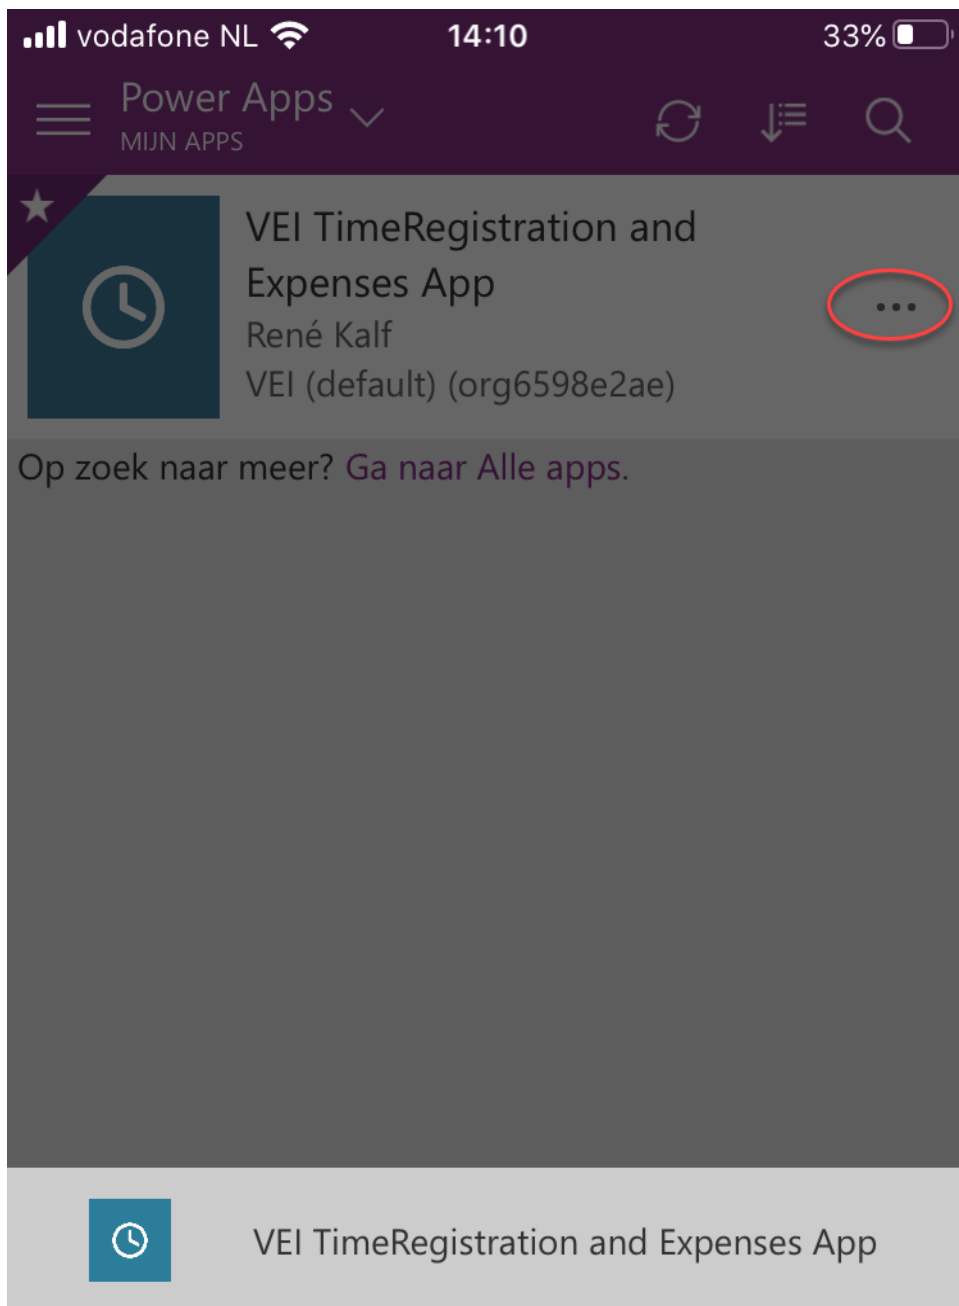 vodafone NL 14:10 33%
Power Apps
MIJN APPS
VEI TimeRegistration and
Expenses App
René Kalf
VEI (default) (org6598e2ae)
Op zoek naar meer? Ga naar Alle apps.
VEI TimeRegistration and Expenses App